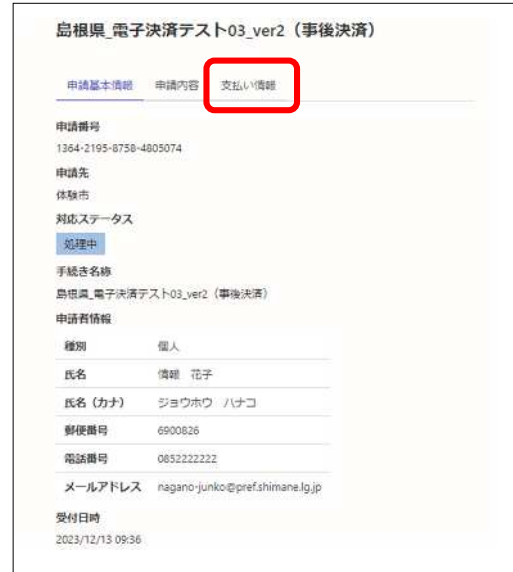 島根県_電子決済テスト03_ver2（事後決済）
申請基本情報 申請内容 支払い情報
申請番号
1364-2195-8758-4805074
申請先
体験市
対応ステータス
処理中
手続き名称
島根県_電子決済テスト03_ver2（事後決済）
申請者情報
種別 個人
氏名 情報 花子
氏名（カナ） ジョウホウ ハナコ
郵便番号 6900826
電話番号 0852222222
メールアドレス nagano-junko@pref.shimane.lg.jp
受付日時
2023/12/13 09:36